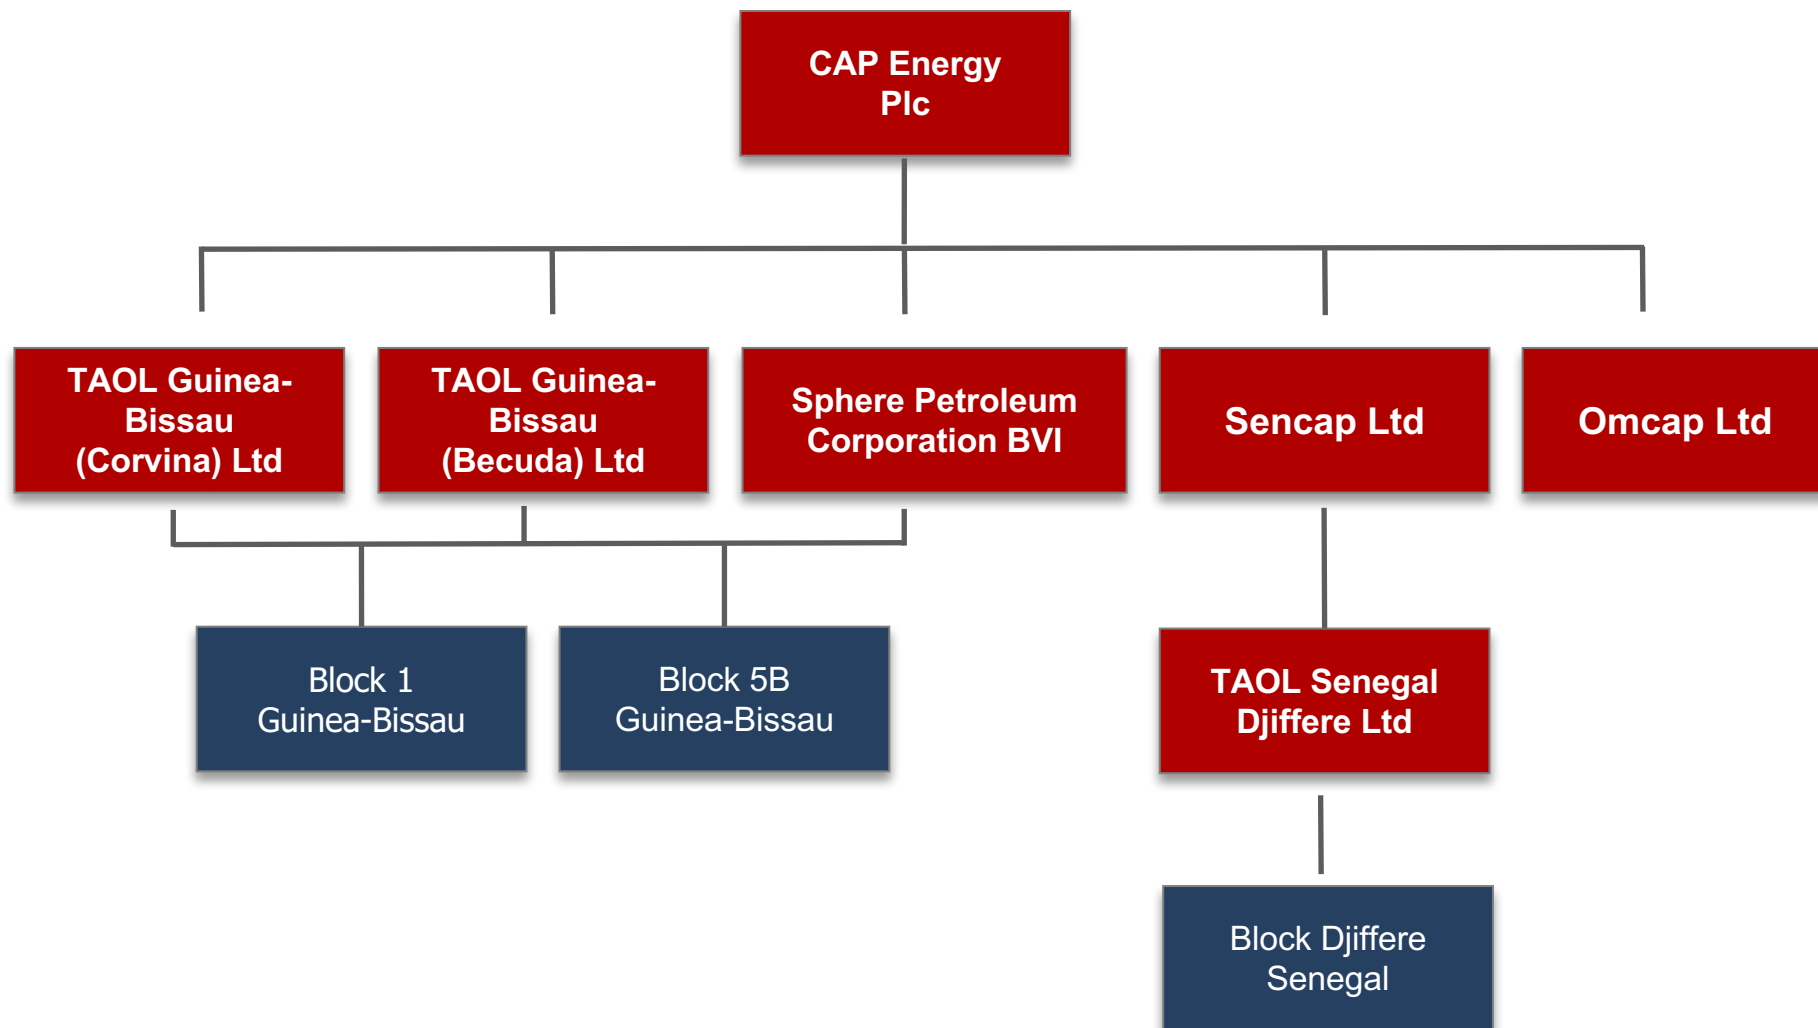 CAP Energy
Plc
TAOL Guinea-
Bissau
(Corvina) Ltd
TAOL Guinea-
Bissau
(Becuda) Ltd
Sphere Petroleum
Corporation BVI
Sencap Ltd
Omcap Ltd
Block 1
Guinea-Bissau
Block 5B
Guinea-Bissau
TAOL Senegal
Djiffere Ltd
Block Djiffere
Senegal